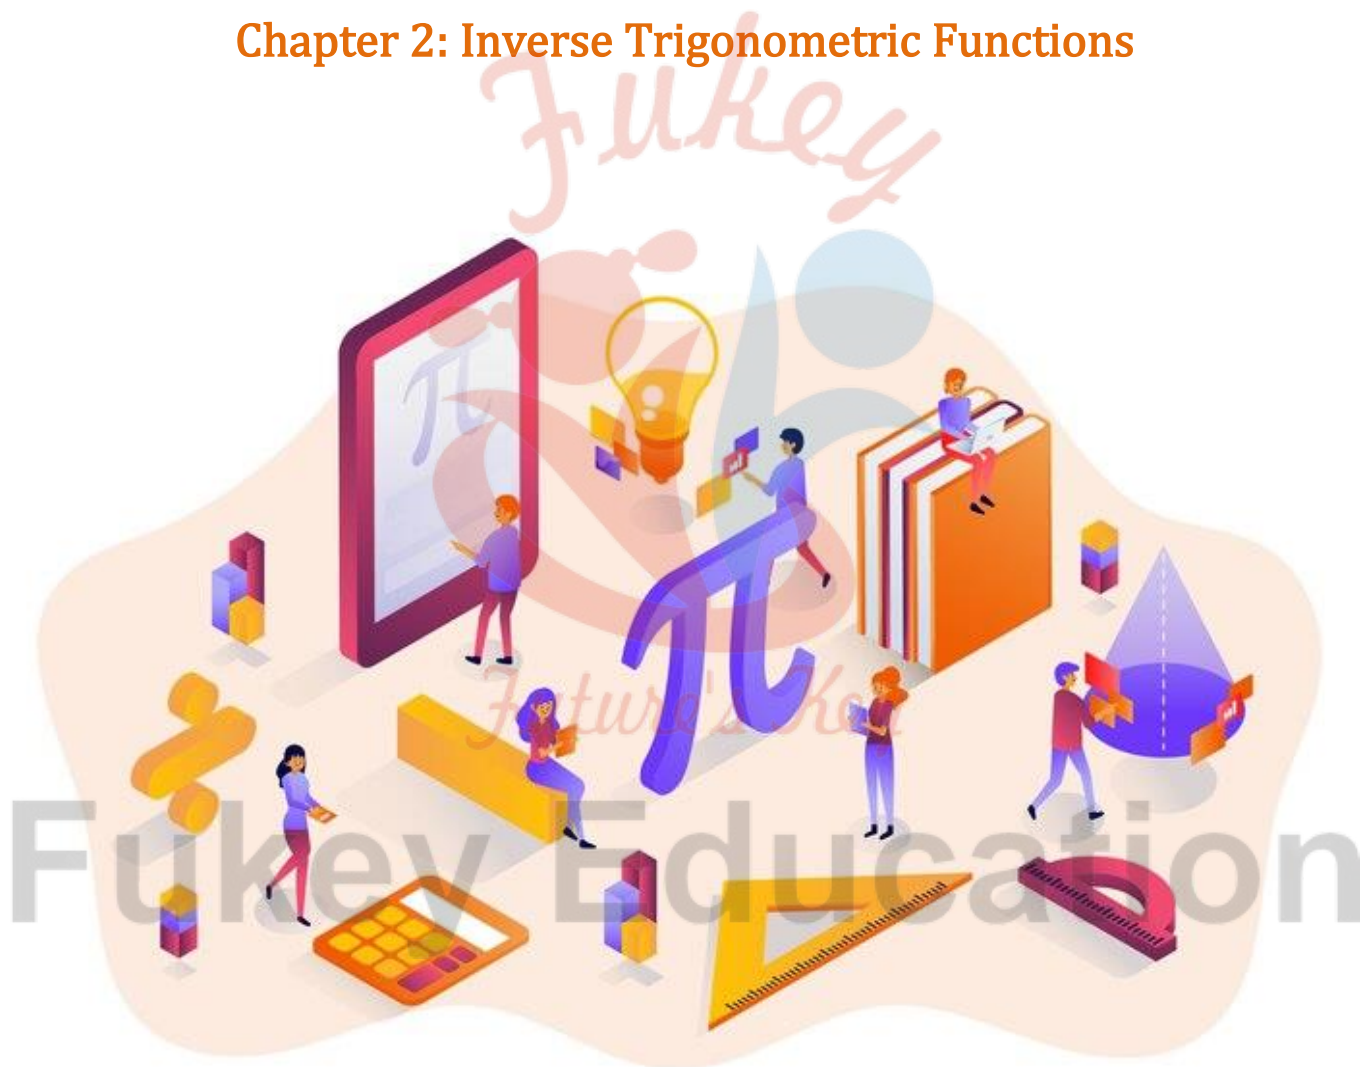 Chapter 2: Inverse Trigonometric Functions
Fukey
π
π
Future's Key
Fukey Education